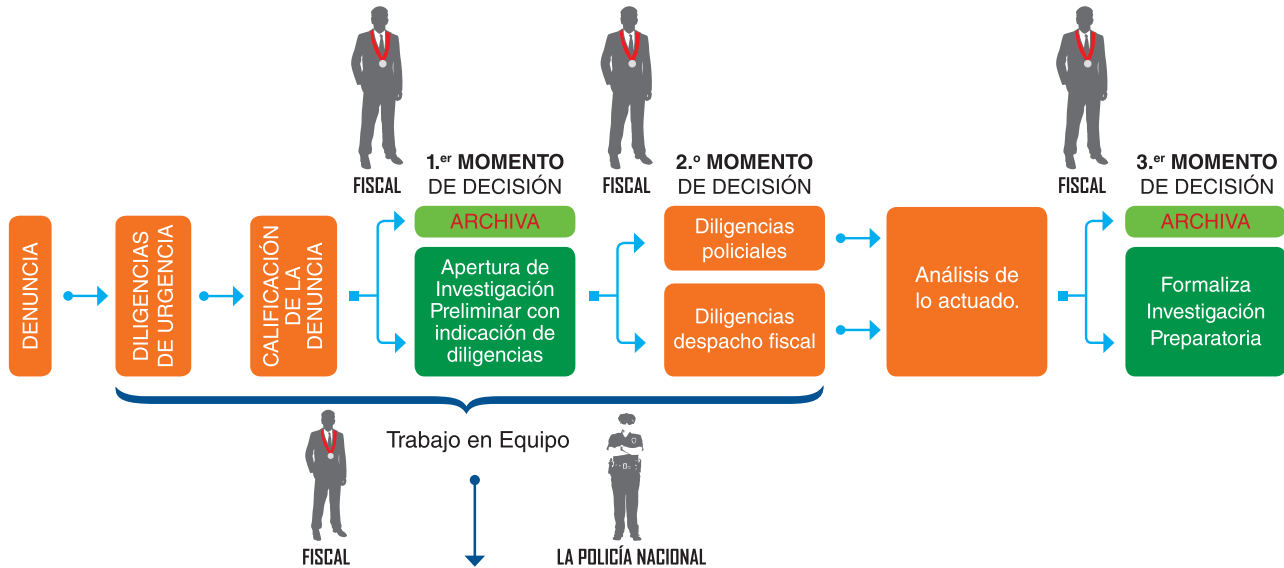 FISCAL
1.er MOMENTO
DE DECISIÓN
FISCAL
2.º MOMENTO
DE DECISIÓN
FISCAL
3.er MOMENTO
DE DECISIÓN
DENUNCIA
DILIGENCIAS
DE URGENCIA
CALIFICACIÓN
DE LA
DENUNCIA
ARCHIVA
Apertura de
Investigación
Preliminar con
indicación de
diligencias
Diligencias
policiales
Diligencias
despacho fiscal
Análisis de
lo actuado.
ARCHIVA
Formaliza
Investigación
Preparatoria
Trabajo en Equipo
FISCAL
LA POLICÍA NACIONAL